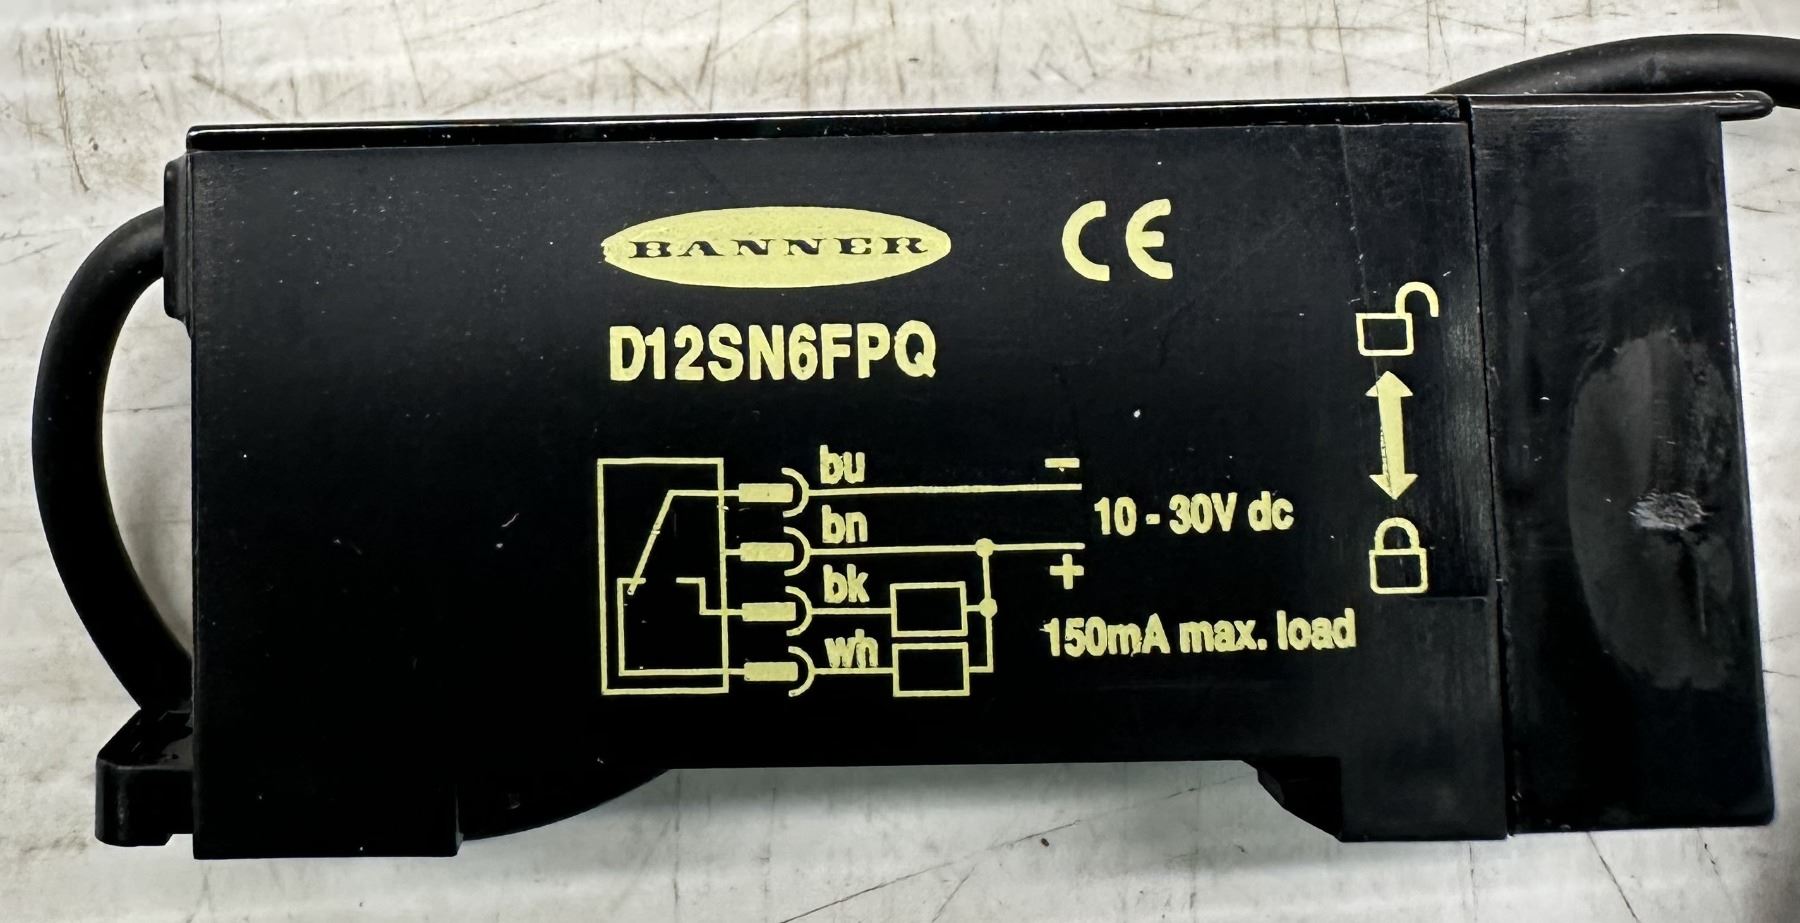 BANNER
CE
D12SN6FPQ
bu
-
bn
10 - 30V dc
+
bk
150mA max. load
wh